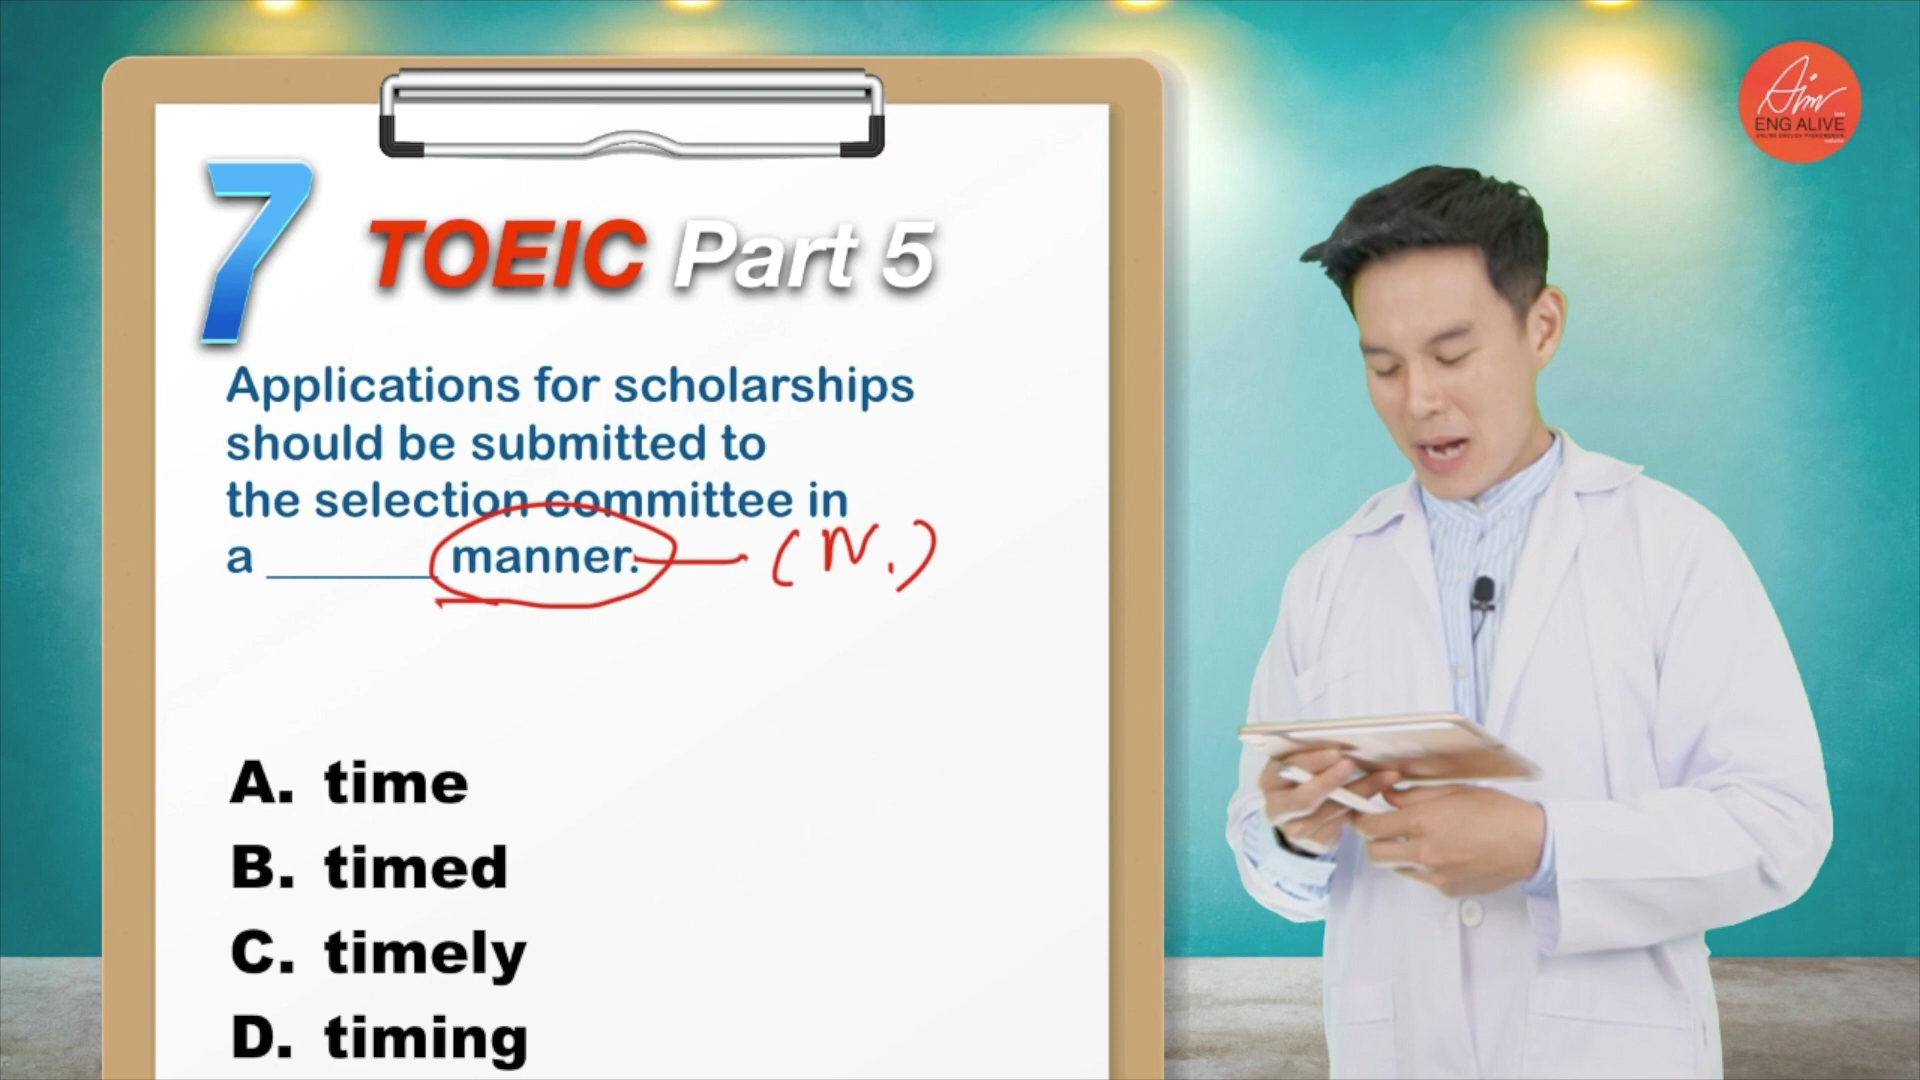 Aim
ENG ALIVE
7
TOEIC Part 5
Applications for scholarships
should be submitted to
the selection committee in
a _______ manner. (N.)
A. time
B. timed
C. timely
D. timing